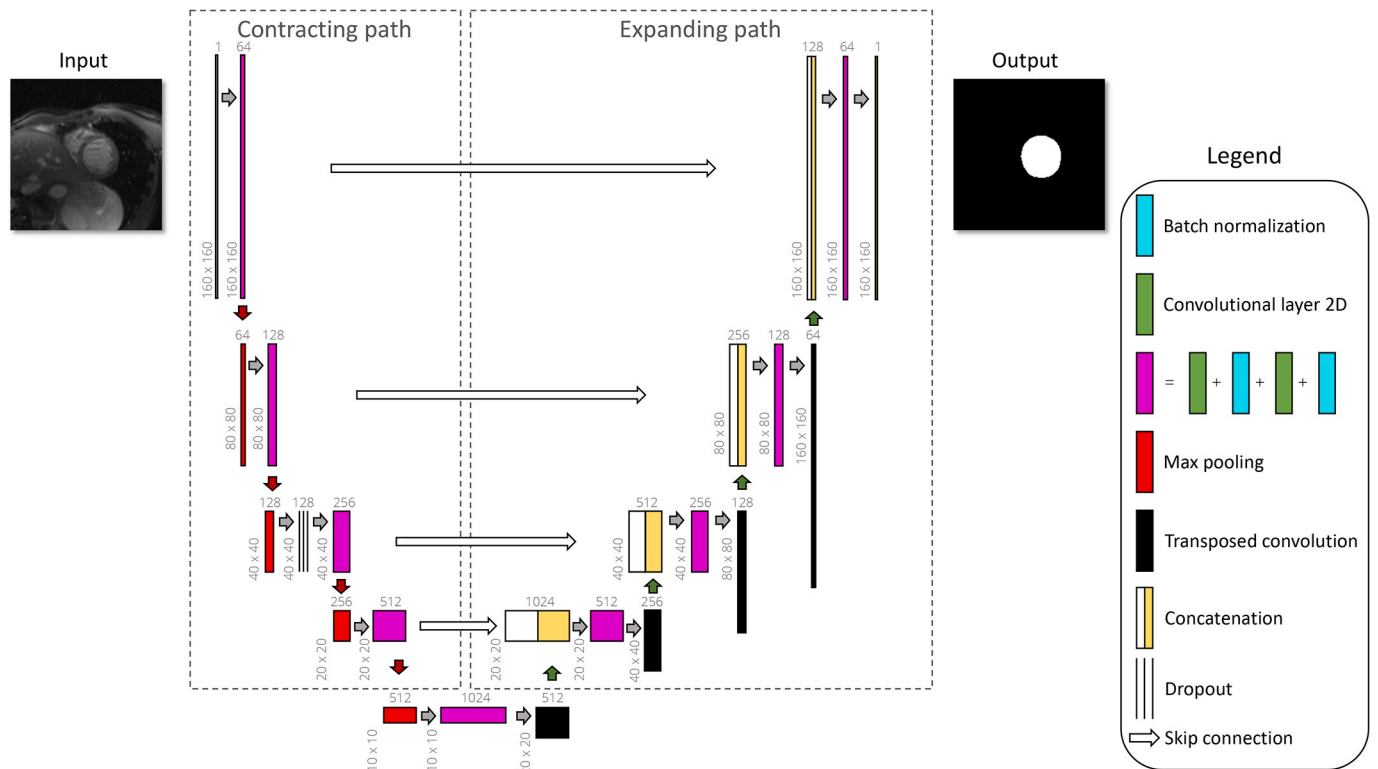 Contracting path
Expanding path
Input
Output
1
64
128
64
1
160 x 160
160 x 160
160 x 160
160 x 160
160 x 160
64
128
256
128
64
80 x 80
80 x 80
80 x 80
80 x 80
160 x 160
128
128
256
512
256
128
40 x 40
40 x 40
40 x 40
40 x 40
40 x 40
80 x 80
256
512
1024
512
256
20 x 20
20 x 20
20 x 20
20 x 20
40 x 40
512
1024
512
10 x 10
10 x 10
Legend
Batch normalization
Convolutional layer 2D
= + + +
Max pooling
Transposed convolution
Concatenation
Dropout
Skip connection